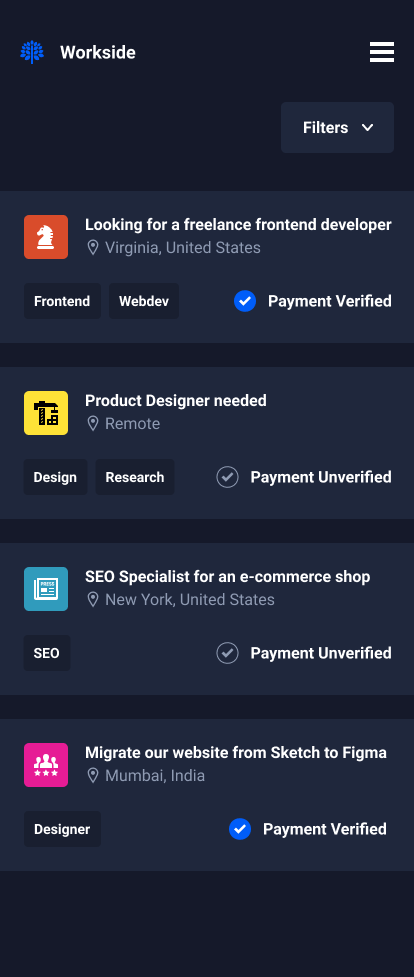 Workside
Filters
Looking for a freelance frontend developer
Virginia, United States
Frontend Webdev Payment Verified
Product Designer needed
Remote
Design Research Payment Unverified
PRESS
SEO Specialist for an e-commerce shop
New York, United States
SEO Payment Unverified
Migrate our website from Sketch to Figma
Mumbai, India
Designer Payment Verified